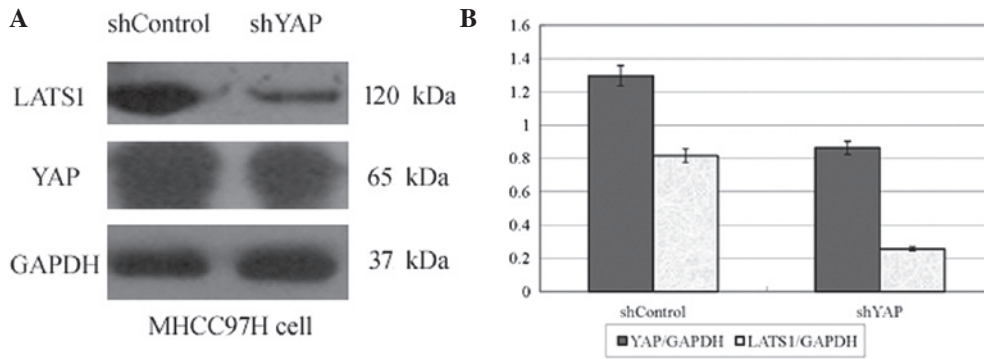 A
shControl shYAP
LATS1 120 kDa
YAP 65 kDa
GAPDH 37 kDa
MHCC97H cell
B
1.6
1.4
1.2
1
0.8
0.6
0.4
0.2
0
shControl shYAP
YAP/GAPDH LATS1/GAPDH